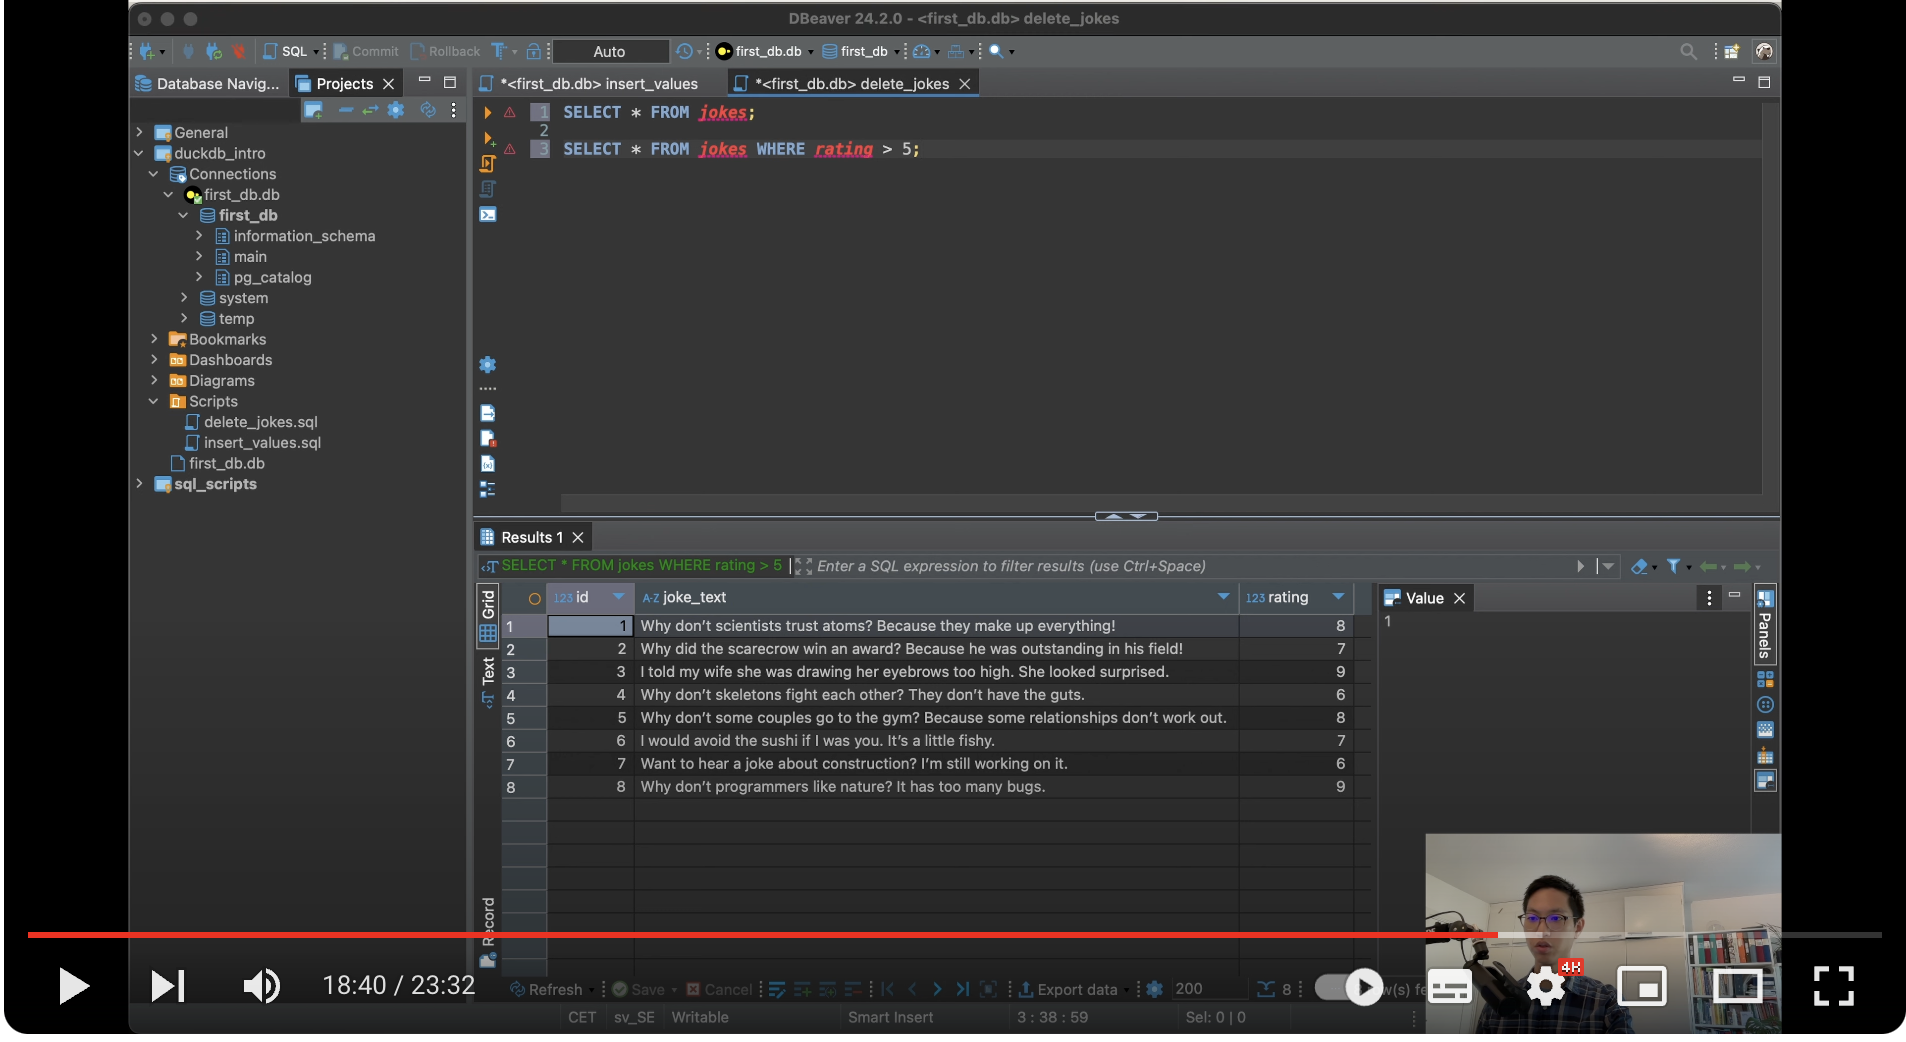 DBeaver 24.2.0 - <first_db.db> delete_jokes
SQL Commit Rollback Auto first_db.db first_db
Database Navig... Projects
*<first_db.db> insert_values *<first_db.db> delete_jokes
General
duckdb_intro
Connections
first_db.db
first_db
information_schema
main
pg_catalog
system
temp
Bookmarks
Dashboards
Diagrams
Scripts
delete_jokes.sql
insert_values.sql
first_db.db
sql_scripts
1 SELECT * FROM jokes;
2
3 SELECT * FROM jokes WHERE rating > 5;
Results 1
SELECT * FROM jokes WHERE rating > 5 Enter a SQL expression to filter results (use Ctrl+Space)
Grid
Text
Record
123 id A-Z joke_text 123 rating
1 1 Why don't scientists trust atoms? Because they make up everything! 8
2 2 Why did the scarecrow win an award? Because he was outstanding in his field! 7
3 3 I told my wife she was drawing her eyebrows too high. She looked surprised. 9
4 4 Why don't skeletons fight each other? They don't have the guts. 6
5 5 Why don't some couples go to the gym? Because some relationships don't work out. 8
6 6 I would avoid the sushi if I was you. It's a little fishy. 7
7 7 Want to hear a joke about construction? I'm still working on it. 6
8 8 Why don't programmers like nature? It has too many bugs. 9
Value
1
Panels
Refresh Save Cancel Export data 200 8
CET sv_SE Writable Smart Insert 3 : 38 : 59 Sel: 0 | 0
18:40 / 23:32
4K